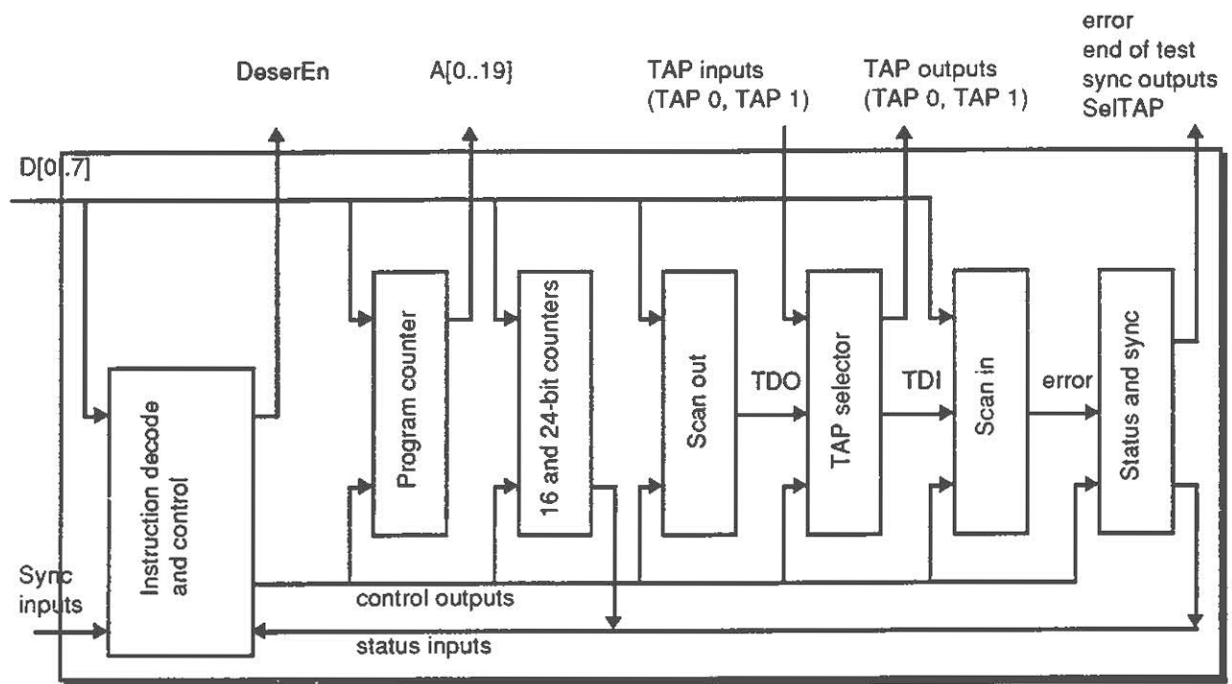 error
end of test
sync outputs
SelTAP
DeserEn
A[0..19]
TAP inputs
(TAP 0, TAP 1)
TAP outputs
(TAP 0, TAP 1)
D[0..7]
Instruction decode
and control
Program counter
16 and 24-bit counters
Scan out
TDO
TAP selector
TDI
Scan in
error
Status and sync
Sync
inputs
control outputs
status inputs